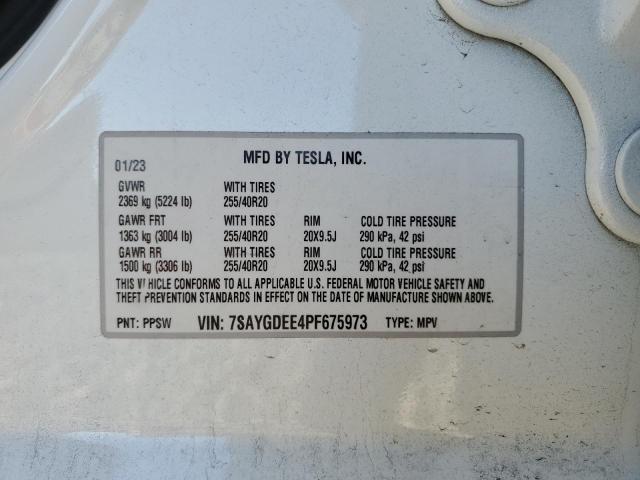 01/23 MFD BY TESLA, INC.
GVWR WITH TIRES
2369 kg (5224 lb) 255/40R20
GAWR FRT WITH TIRES RIM COLD TIRE PRESSURE
1363 kg (3004 lb) 255/40R20 20X9.5J 290 kPa, 42 psi
GAWR RR WITH TIRES RIM COLD TIRE PRESSURE
1500 kg (3306 lb) 255/40R20 20X9.5J 290 kPa, 42 psi
THIS VEHICLE CONFORMS TO ALL APPLICABLE U.S. FEDERAL MOTOR VEHICLE SAFETY AND
THEFT PREVENTION STANDARDS IN EFFECT ON THE DATE OF MANUFACTURE SHOWN ABOVE.
PNT: PPSW VIN: 7SAYGDEE4PF675973 TYPE: MPV